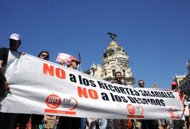 NO a los RECORTES SALARIALES
NO a los DESPIDOS